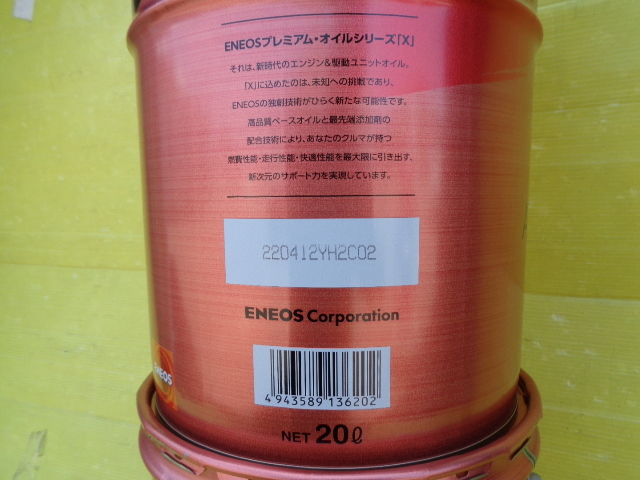 ENEOSプレミアム・オイルシリーズ「X」
それは、新時代のエンジン&駆動ユニットオイル。
「X」に込めたのは、未知への挑戦であり、
ENEOSの独創技術がひらく新たな可能性です。
高品質ベースオイルと最先端添加剤の
配合技術により、あなたのクルマが持つ
燃費性能・走行性能・快適性能を最大限に引き出す、
新次元のサポート力を実現しています。
220412YH2C02
ENEOS Corporation
4 943589 136202
NET 20ℓ
ENEOS